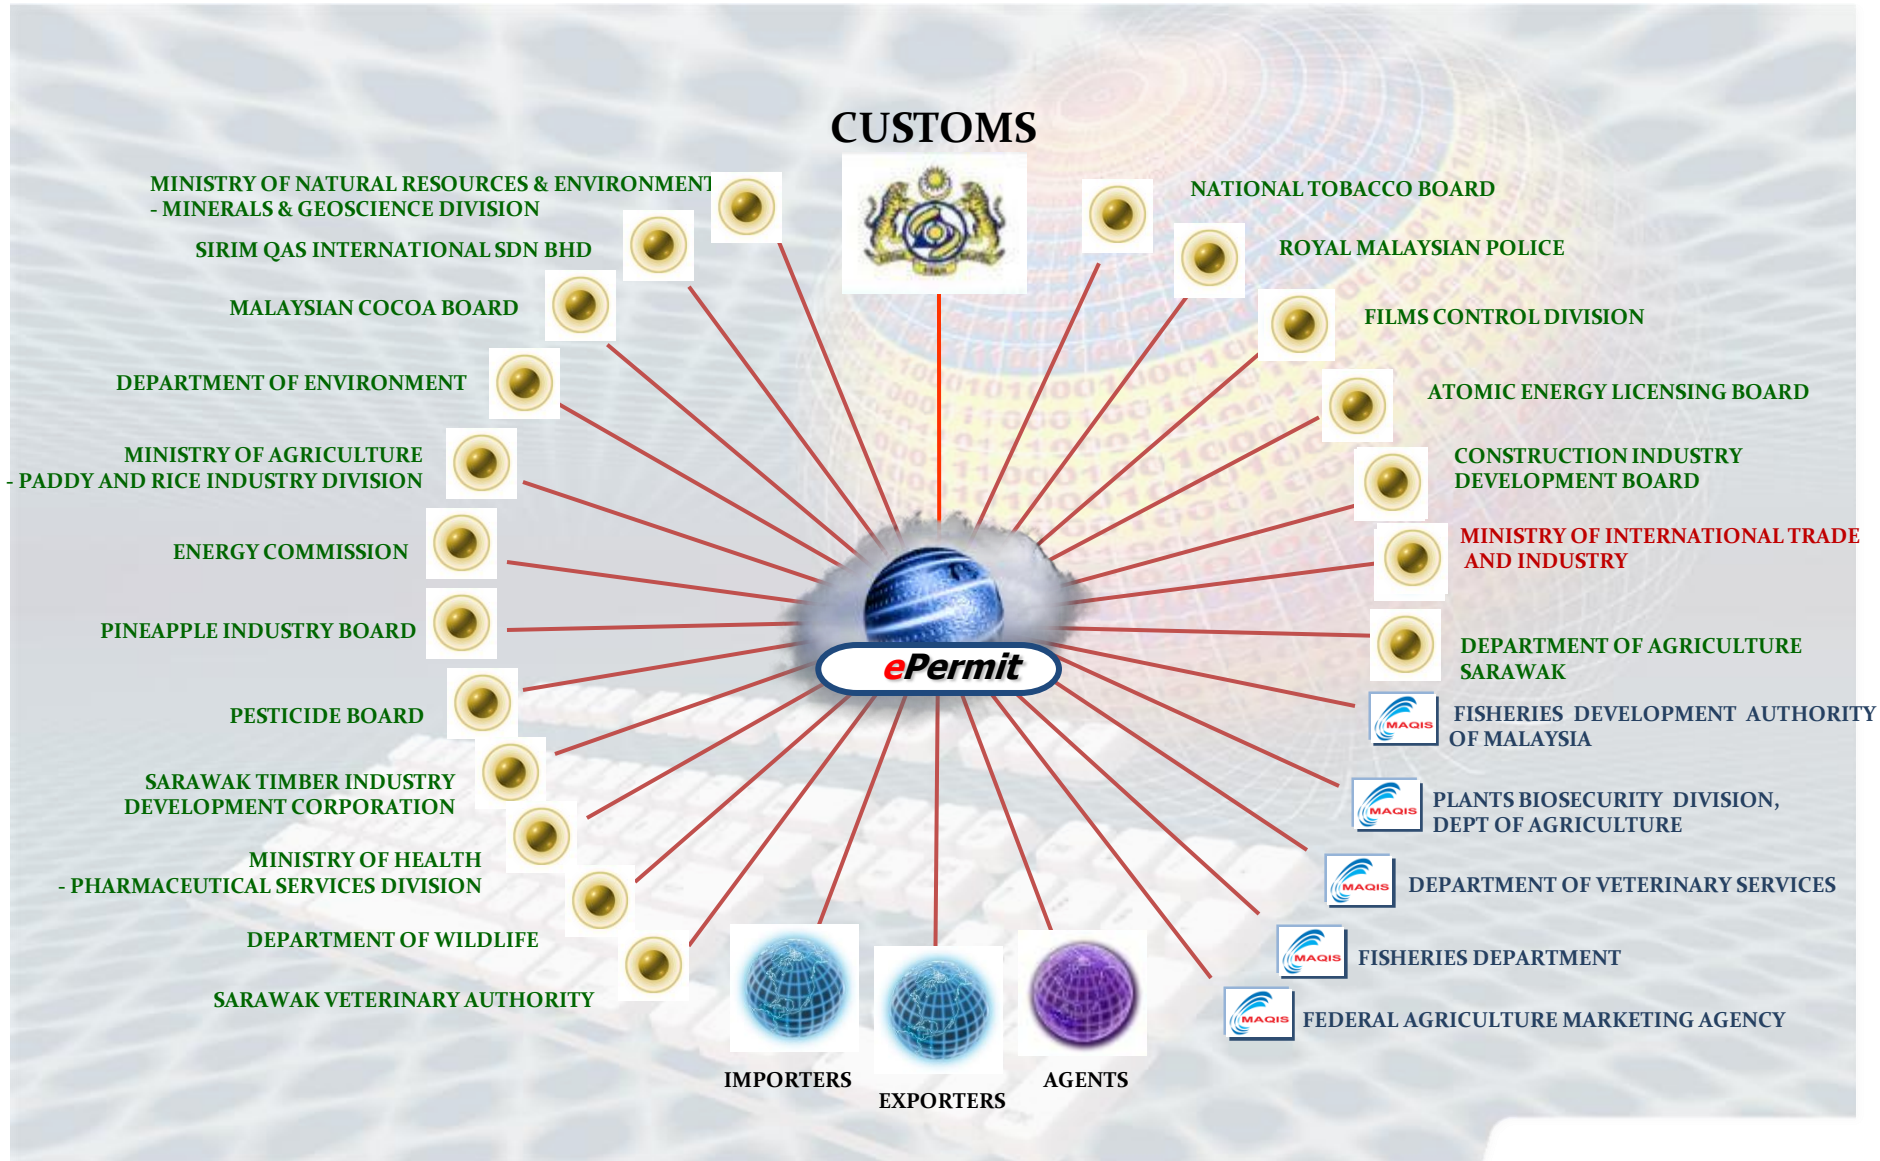 CUSTOMS
MINISTRY OF NATURAL RESOURCES & ENVIRONMENT
- MINERALS & GEOSCIENCE DIVISION
SIRIM QAS INTERNATIONAL SDN BHD
MALAYSIAN COCOA BOARD
DEPARTMENT OF ENVIRONMENT
MINISTRY OF AGRICULTURE
- PADDY AND RICE INDUSTRY DIVISION
ENERGY COMMISSION
PINEAPPLE INDUSTRY BOARD
PESTICIDE BOARD
SARAWAK TIMBER INDUSTRY
DEVELOPMENT CORPORATION
MINISTRY OF HEALTH
- PHARMACEUTICAL SERVICES DIVISION
DEPARTMENT OF WILDLIFE
SARAWAK VETERINARY AUTHORITY
NATIONAL TOBACCO BOARD
ROYAL MALAYSIAN POLICE
FILMS CONTROL DIVISION
ATOMIC ENERGY LICENSING BOARD
CONSTRUCTION INDUSTRY
DEVELOPMENT BOARD
MINISTRY OF INTERNATIONAL TRADE
AND INDUSTRY
DEPARTMENT OF AGRICULTURE
SARAWAK
MAQIS
FISHERIES DEVELOPMENT AUTHORITY
OF MALAYSIA
MAQIS
PLANTS BIOSECURITY DIVISION,
DEPT OF AGRICULTURE
MAQIS
DEPARTMENT OF VETERINARY SERVICES
MAQIS
FISHERIES DEPARTMENT
MAQIS
FEDERAL AGRICULTURE MARKETING AGENCY
ePermit
IMPORTERS
EXPORTERS
AGENTS